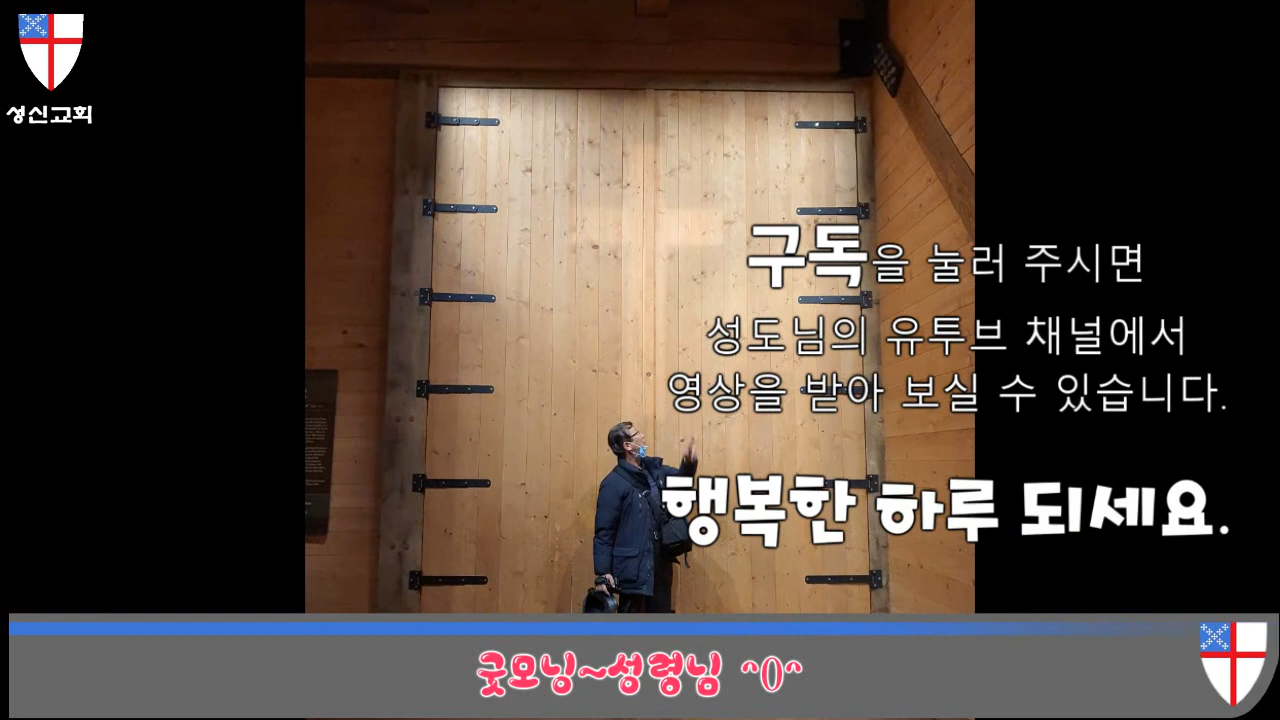 성신교회
구독을 눌러 주시면
성도님의 유투브 채널에서
영상을 받아 보실 수 있습니다.
행복한 하루 되세요.
굿모닝~성령님 ^0^